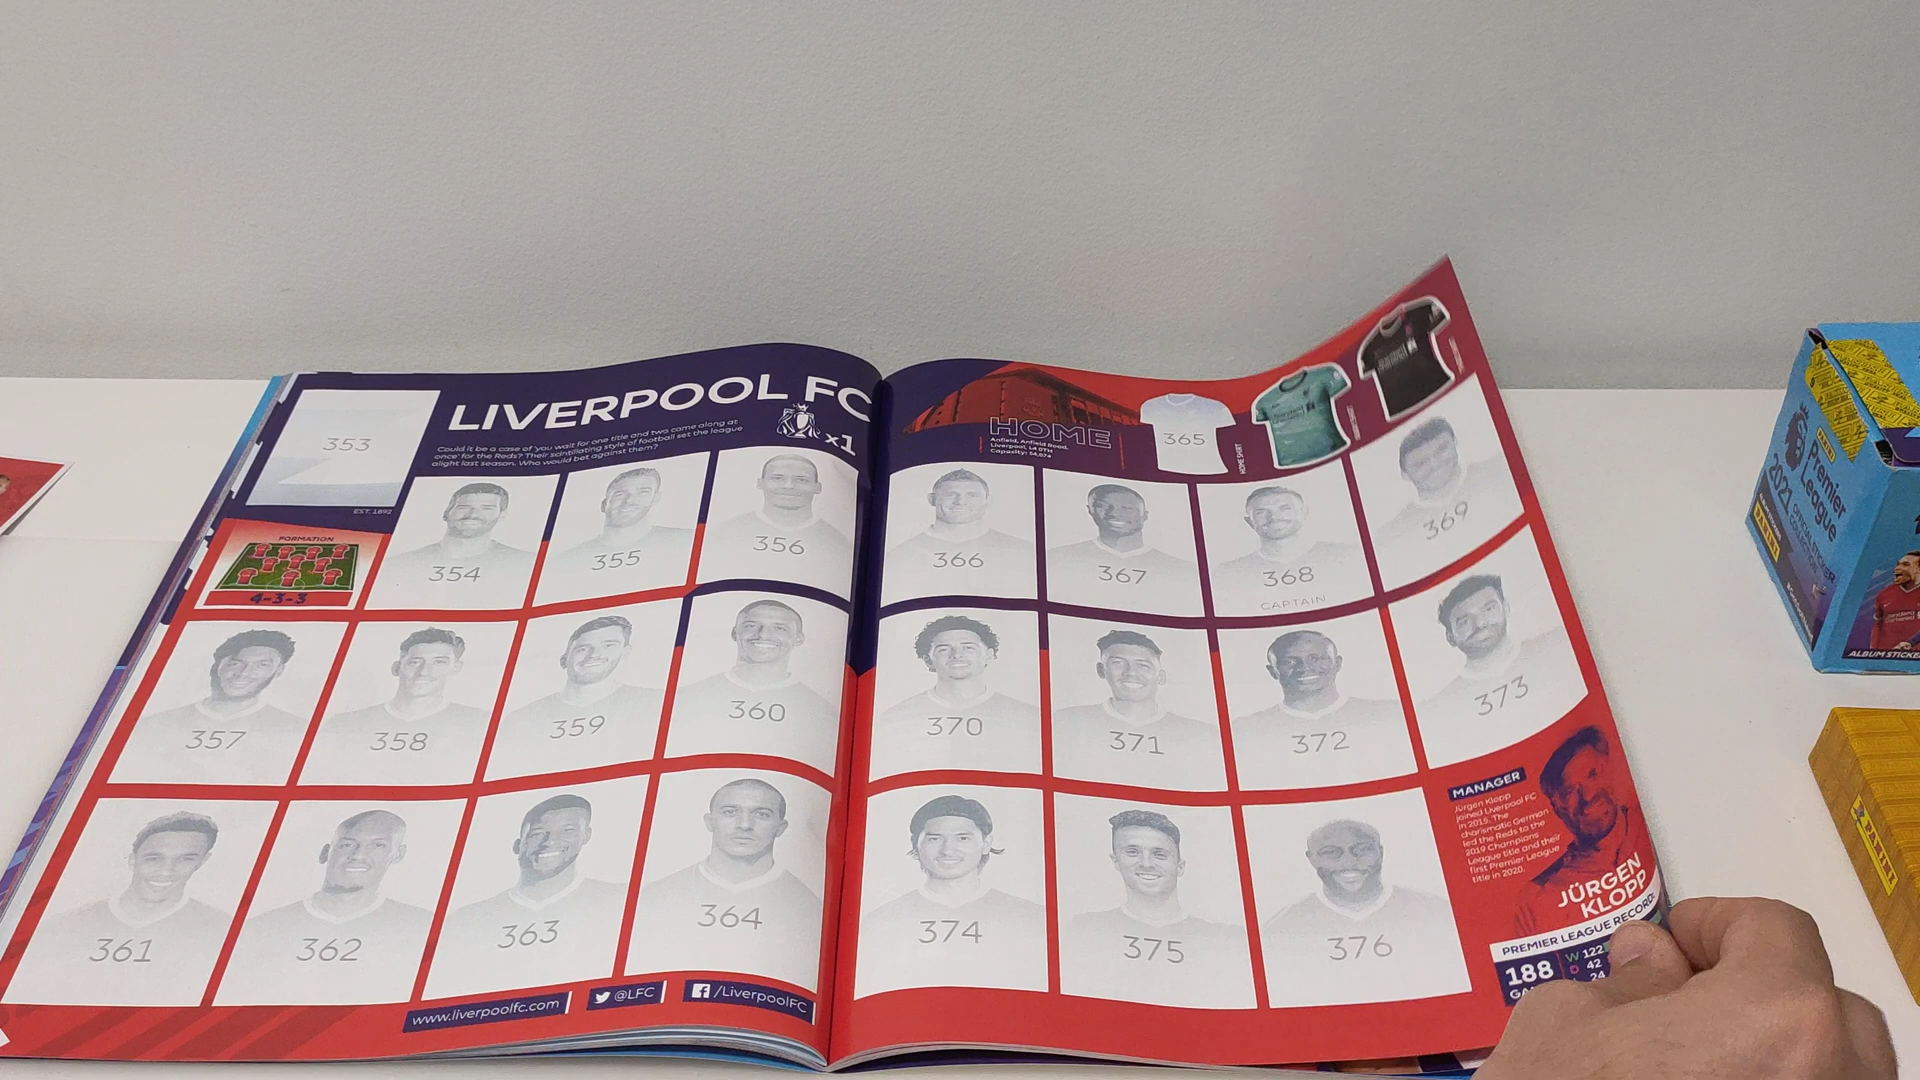 353
LIVERPOOL FC
Could it be a case of 'you wait for one title and two come along at
once' for the Reds? Their scintillating style of football set the league
alight last season. Who would bet against them?
x1
EST. 1892
FORMATION
4-3-3
354
355
356
357
358
359
360
361
362
363
364
www.liverpoolfc.com
@LFC
/LiverpoolFC
HOME
Anfield, Anfield Road,
Liverpool, L4 0TH
Capacity: 54,074
365
HOME SHIRT
366
367
368
CAPTAIN
369
370
371
372
373
374
375
376
MANAGER
Jürgen Klopp
joined Liverpool FC
in 2015. The
charismatic German
led the Reds to the
2019 Champions
League title and their
first Premier League
title in 2020.
JÜRGEN
KLOPP
PREMIER LEAGUE RECORD
188
W 122
D 42
24
PANINI
Premier
League
2021
OFFICIAL STICKER
COLLECTION
PANINI
ALBUM STICKE
PANINI